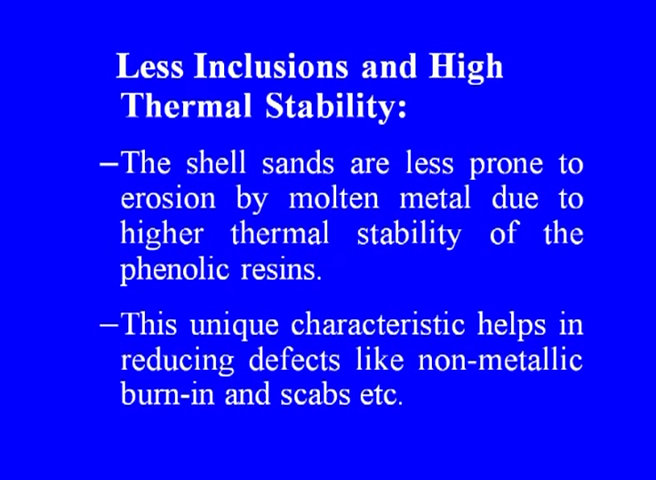 Less Inclusions and High
Thermal Stability:
–The shell sands are less prone to
erosion by molten metal due to
higher thermal stability of the
phenolic resins.
–This unique characteristic helps in
reducing defects like non-metallic
burn-in and scabs etc.